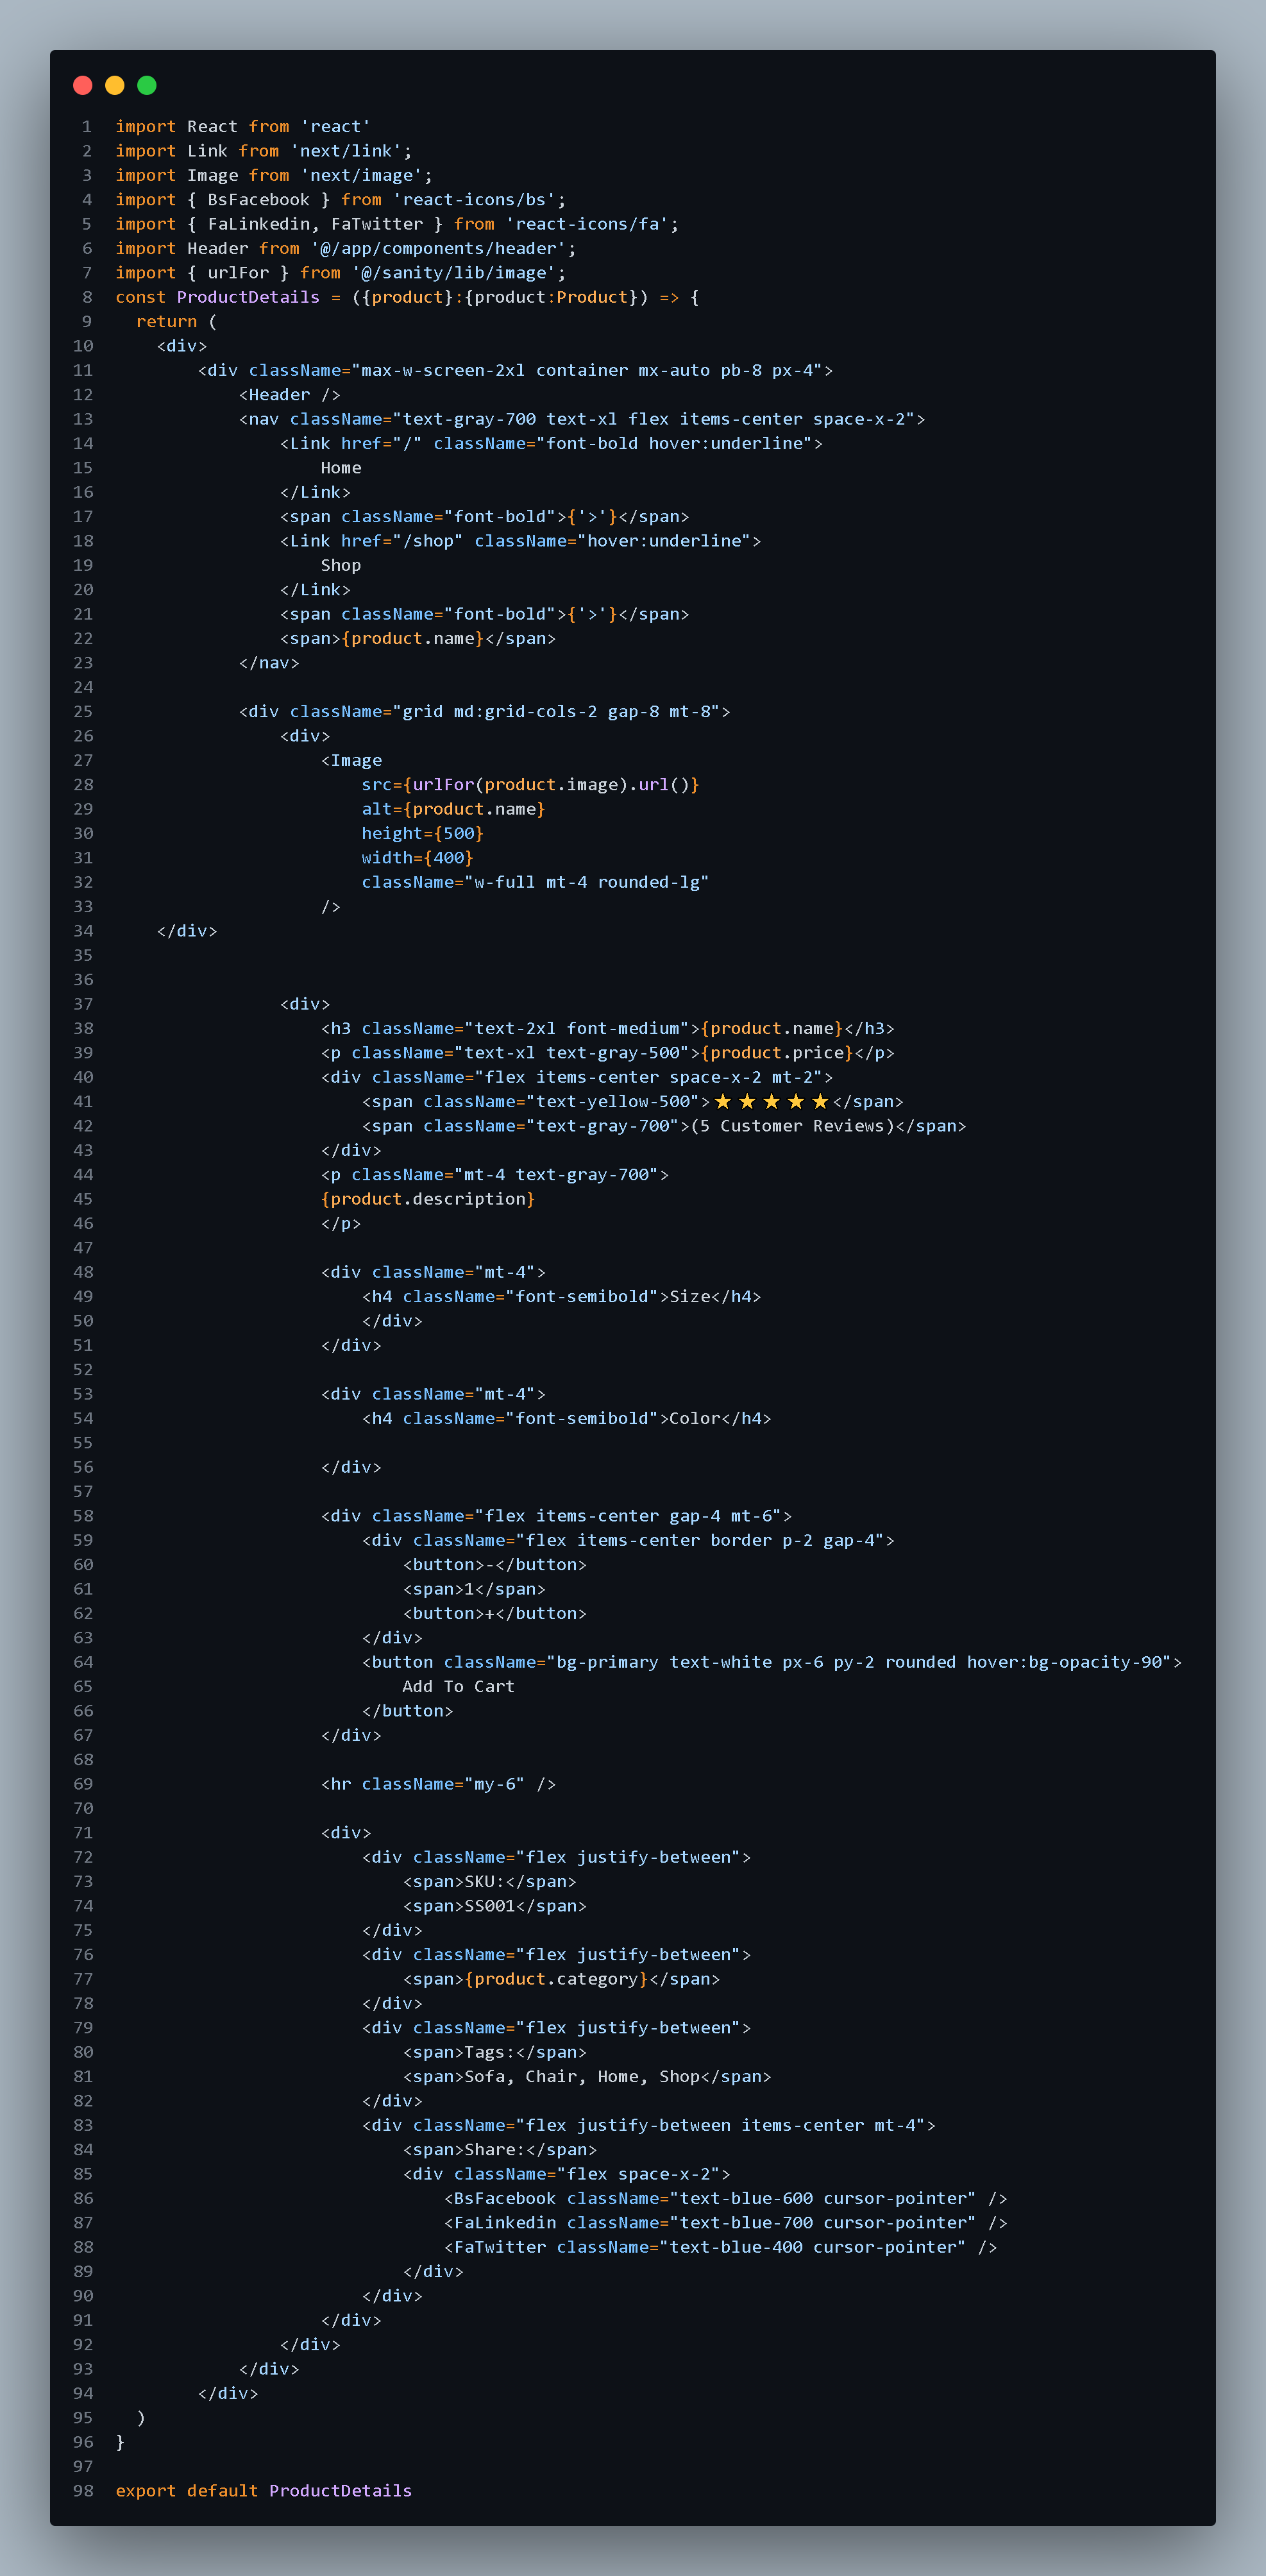 1 import React from 'react'
2 import Link from 'next/link';
3 import Image from 'next/image';
4 import { BsFacebook } from 'react-icons/bs';
5 import { FaLinkedin, FaTwitter } from 'react-icons/fa';
6 import Header from '@/app/components/header';
7 import { urlFor } from '@/sanity/lib/image';
8 const ProductDetails = ({product}:{product:Product}) => {
9   return (
10     <div>
11         <div className="max-w-screen-2xl container mx-auto pb-8 px-4">
12             <Header />
13             <nav className="text-gray-700 text-xl flex items-center space-x-2">
14                 <Link href="/" className="font-bold hover:underline">
15                     Home
16                 </Link>
17                 <span className="font-bold">{'>'}</span>
18                 <Link href="/shop" className="hover:underline">
19                     Shop
20                 </Link>
21                 <span className="font-bold">{'>'}</span>
22                 <span>{product.name}</span>
23             </nav>
24
25             <div className="grid md:grid-cols-2 gap-8 mt-8">
26                 <div>
27                     <Image
28                         src={urlFor(product.image).url()}
29                         alt={product.name}
30                         height={500}
31                         width={400}
32                         className="w-full mt-4 rounded-lg"
33                     />
34     </div>
35
36
37                 <div>
38                     <h3 className="text-2xl font-medium">{product.name}</h3>
39                     <p className="text-xl text-gray-500">{product.price}</p>
40                     <div className="flex items-center space-x-2 mt-2">
41                         <span className="text-yellow-500">⭐⭐⭐⭐⭐</span>
42                         <span className="text-gray-700">(5 Customer Reviews)</span>
43                     </div>
44                     <p className="mt-4 text-gray-700">
45                     {product.description}
46                     </p>
47
48                     <div className="mt-4">
49                         <h4 className="font-semibold">Size</h4>
50                         </div>
51                     </div>
52
53                     <div className="mt-4">
54                         <h4 className="font-semibold">Color</h4>
55
56                     </div>
57
58                     <div className="flex items-center gap-4 mt-6">
59                         <div className="flex items-center border p-2 gap-4">
60                             <button>-</button>
61                             <span>1</span>
62                             <button>+</button>
63                         </div>
64                         <button className="bg-primary text-white px-6 py-2 rounded hover:bg-opacity-90">
65                             Add To Cart
66                         </button>
67                     </div>
68
69                     <hr className="my-6" />
70
71                     <div>
72                         <div className="flex justify-between">
73                             <span>SKU:</span>
74                             <span>SS001</span>
75                         </div>
76                         <div className="flex justify-between">
77                             <span>{product.category}</span>
78                         </div>
79                         <div className="flex justify-between">
80                             <span>Tags:</span>
81                             <span>Sofa, Chair, Home, Shop</span>
82                         </div>
83                         <div className="flex justify-between items-center mt-4">
84                             <span>Share:</span>
85                             <div className="flex space-x-2">
86                                 <BsFacebook className="text-blue-600 cursor-pointer" />
87                                 <FaLinkedin className="text-blue-700 cursor-pointer" />
88                                 <FaTwitter className="text-blue-400 cursor-pointer" />
89                             </div>
90                         </div>
91                     </div>
92                 </div>
93             </div>
94         </div>
95   )
96 }
97
98 export default ProductDetails